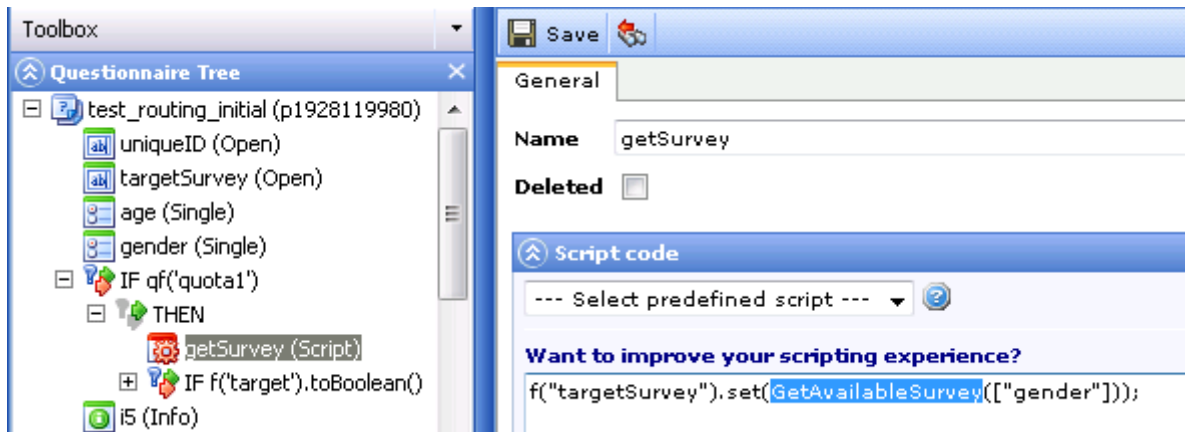 Toolbox
Questionnaire Tree
test_routing_initial (p1928119980)
uniqueID (Open)
targetSurvey (Open)
age (Single)
gender (Single)
IF qf('quota1')
THEN
getSurvey (Script)
IF f('target').toBoolean()
i5 (Info)
Save
General
Name getSurvey
Deleted
Script code
--- Select predefined script ---
Want to improve your scripting experience?
f("targetSurvey").set(GetAvailableSurvey(["gender"]));